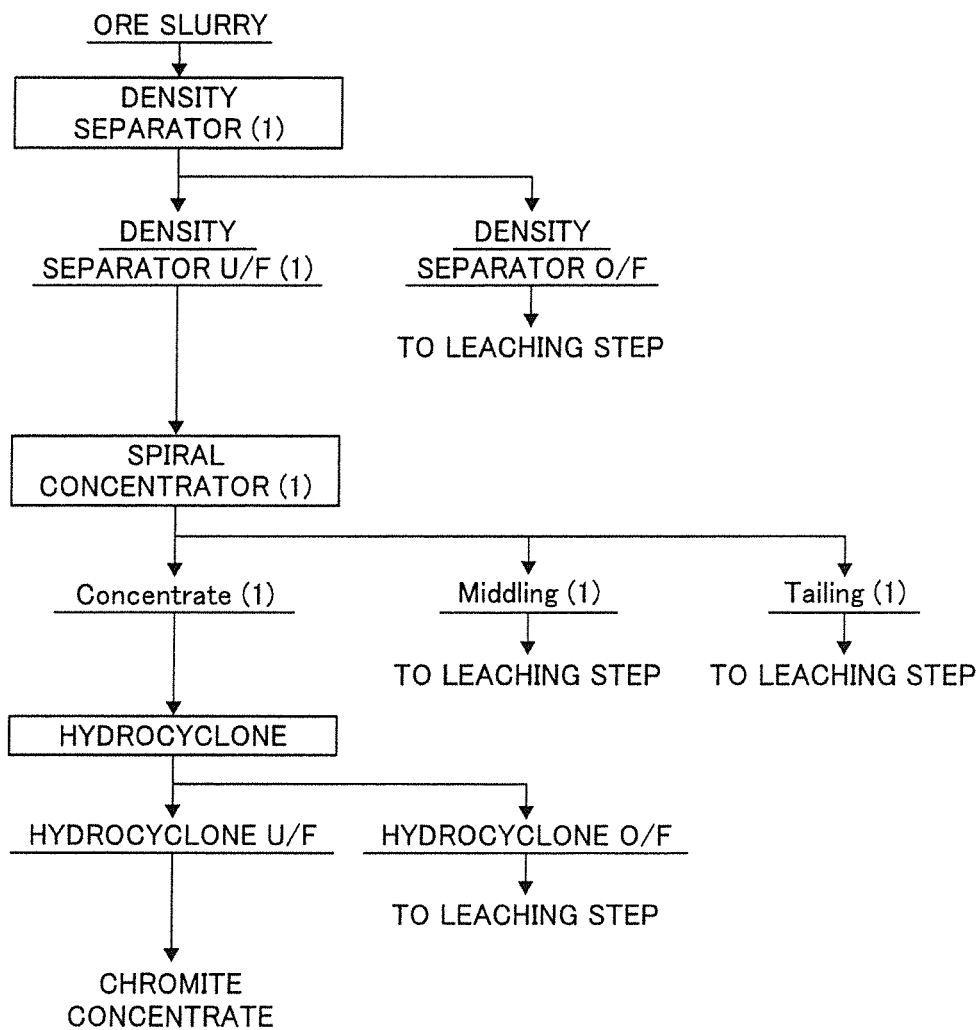 ORE SLURRY
DENSITY
SEPARATOR (1)
DENSITY
SEPARATOR U/F (1)
DENSITY
SEPARATOR O/F
TO LEACHING STEP
SPIRAL
CONCENTRATOR (1)
Concentrate (1)
Middling (1)
Tailing (1)
TO LEACHING STEP
TO LEACHING STEP
HYDROCYCLONE
HYDROCYCLONE U/F
HYDROCYCLONE O/F
TO LEACHING STEP
CHROMITE
CONCENTRATE